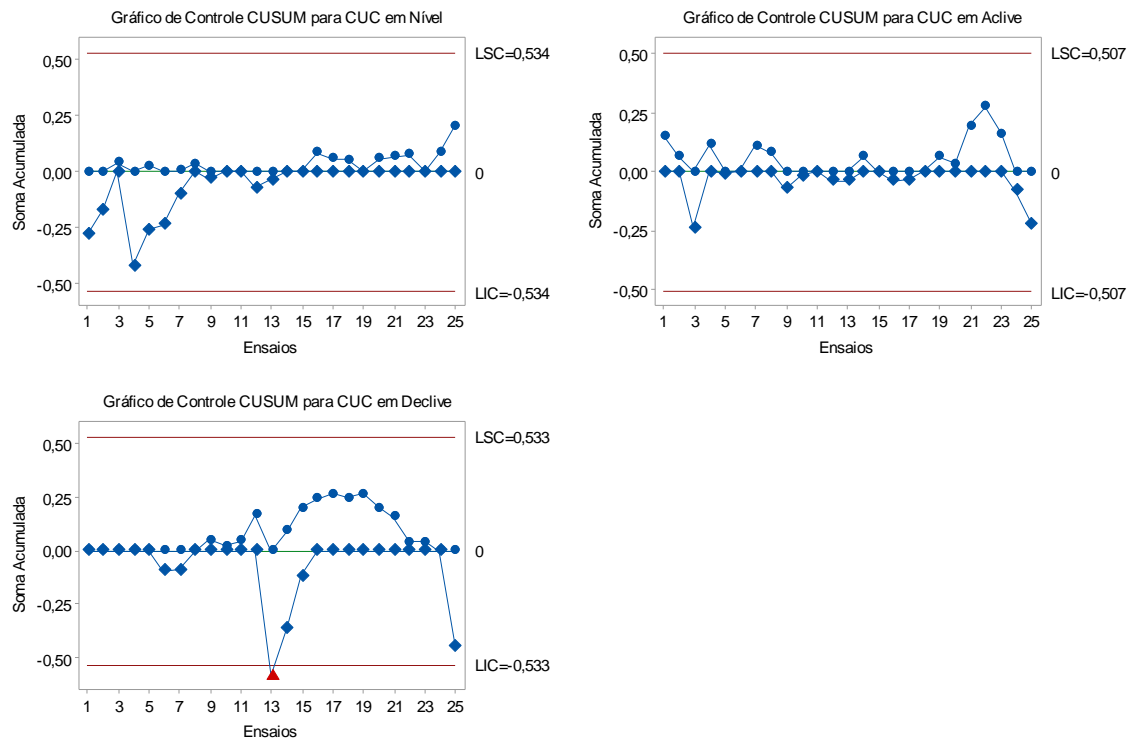 Gráfico de Controle CUSUM para CUC em Nível
0,50
0,25
0,00
-0,25
-0,50
Soma Acumulada
LSC=0,534
0
LIC=-0,534
1 3 5 7 9 11 13 15 17 19 21 23 25
Ensaios
Gráfico de Controle CUSUM para CUC em Aclive
0,50
0,25
0,00
-0,25
-0,50
Soma Acumulada
LSC=0,507
0
LIC=-0,507
1 3 5 7 9 11 13 15 17 19 21 23 25
Ensaios
Gráfico de Controle CUSUM para CUC em Declive
0,50
0,25
0,00
-0,25
-0,50
Soma Acumulada
LSC=0,533
0
LIC=-0,533
1 3 5 7 9 11 13 15 17 19 21 23 25
Ensaios